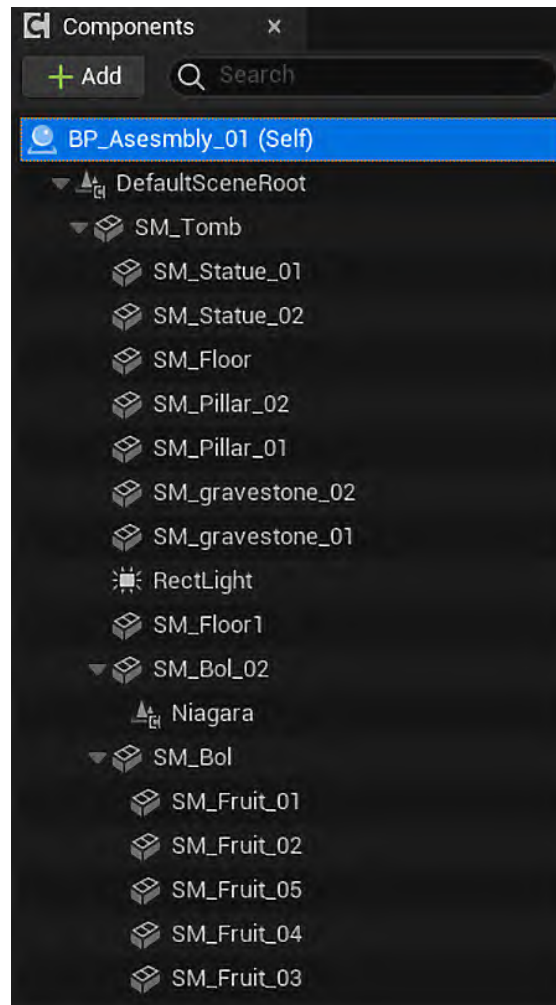 Components
+ Add Search
BP_Asesmbly_01 (Self)
DefaultSceneRoot
SM_Tomb
SM_Statue_01
SM_Statue_02
SM_Floor
SM_Pillar_02
SM_Pillar_01
SM_gravestone_02
SM_gravestone_01
RectLight
SM_Floor1
SM_Bol_02
Niagara
SM_Bol
SM_Fruit_01
SM_Fruit_02
SM_Fruit_05
SM_Fruit_04
SM_Fruit_03